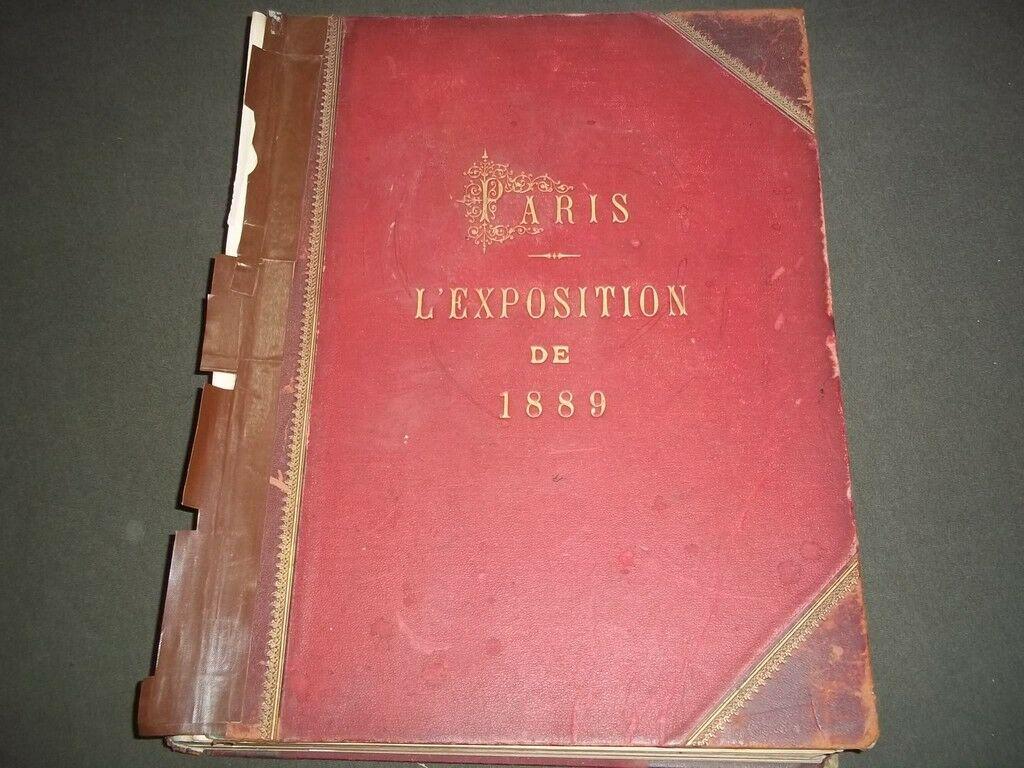 PARIS
L'EXPOSITION
DE
1889